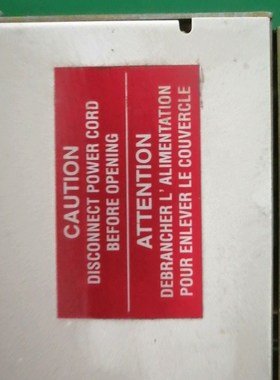 CAUTION
DISCONNECT POWER CORD
BEFORE OPENING
ATTENTION
DEBRANCHER L' ALIMENTATION
POUR ENLEVER LE COUVERCLE